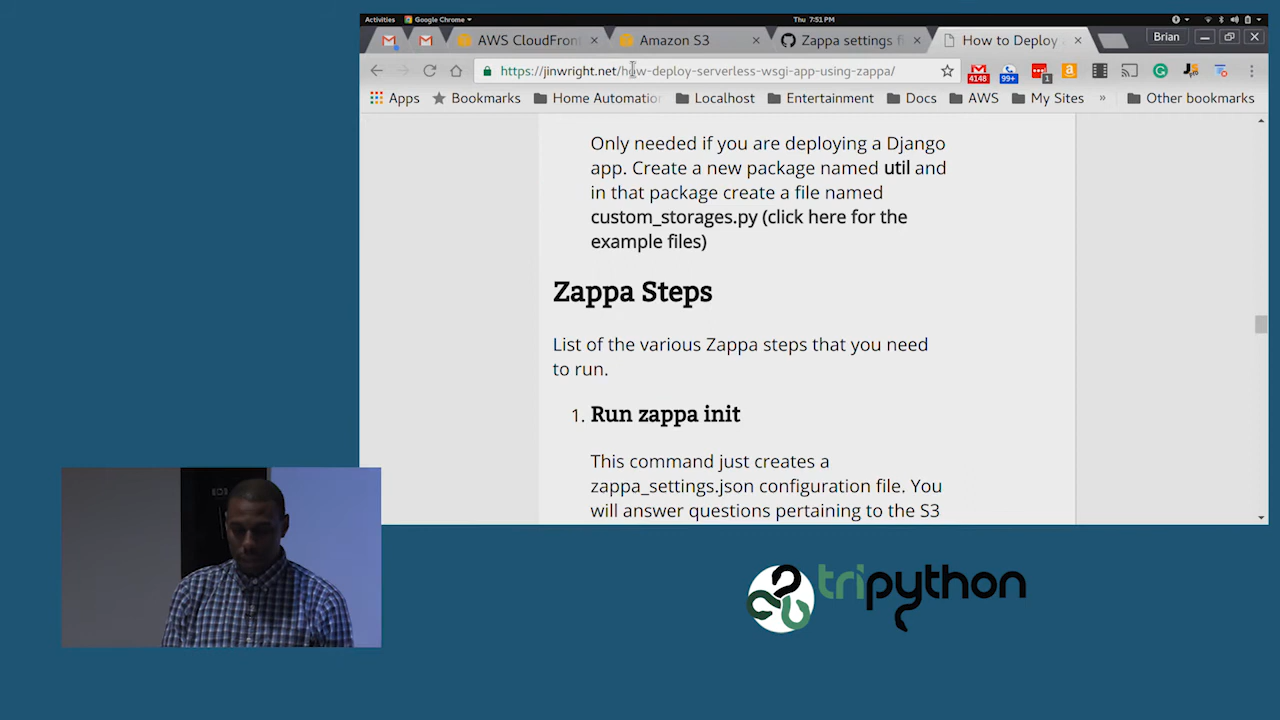 Activities
Google Chrome
Thu 7:51 PM
AWS CloudFront
Amazon S3
Zappa settings fi
How to Deploy
Brian
https://jinwright.net/how-deploy-serverless-wsgi-app-using-zappa/
4148
99+
1
Apps
Bookmarks
Home Automatio
Localhost
Entertainment
Docs
AWS
My Sites
»
Other bookmarks
Only needed if you are deploying a Django
app. Create a new package named util and
in that package create a file named
custom_storages.py (click here for the
example files)
Zappa Steps
List of the various Zappa steps that you need
to run.
1. Run zappa init
This command just creates a
zappa_settings.json configuration file. You
will answer questions pertaining to the S3
tripython